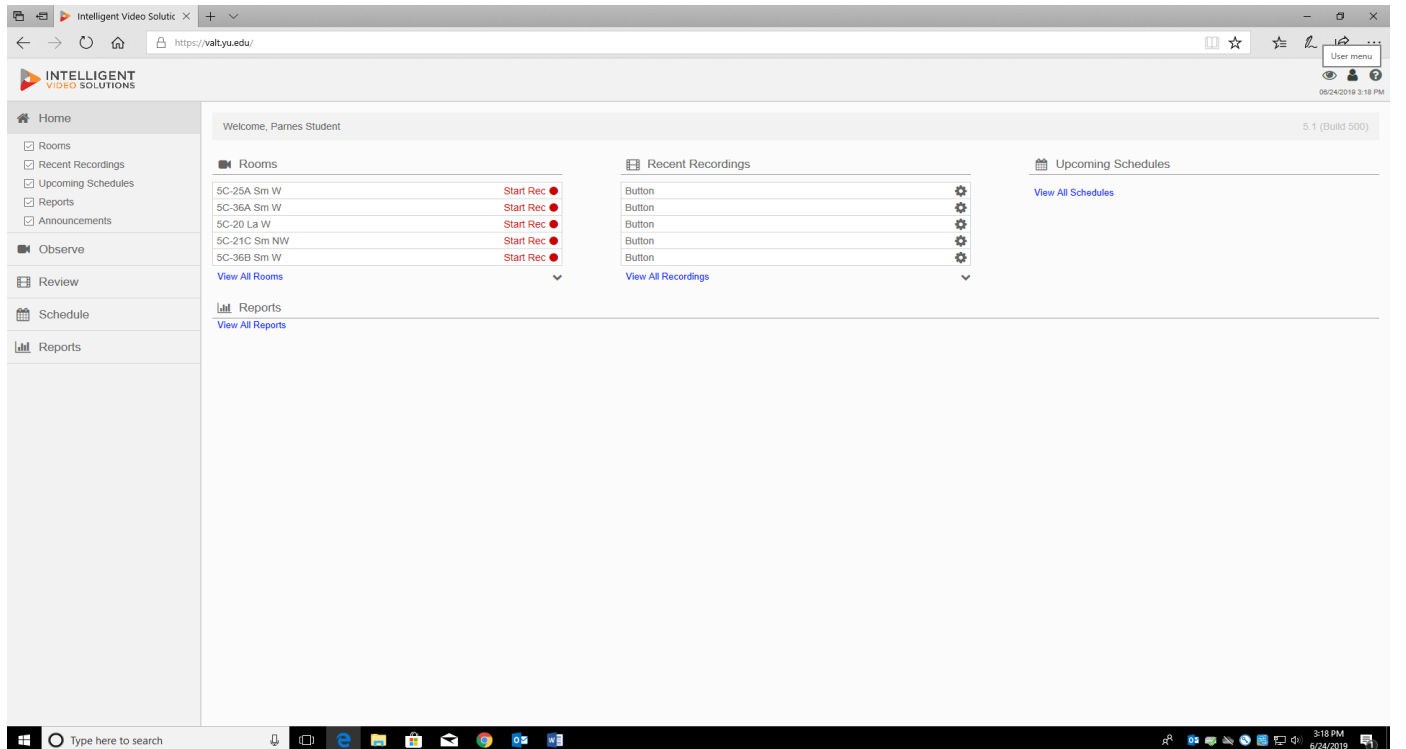 Intelligent Video Solutic
https://valt.yu.edu/
User menu
INTELLIGENT
VIDEO SOLUTIONS
06/24/2019 3:18 PM
Home
Rooms
Recent Recordings
Upcoming Schedules
Reports
Announcements
Observe
Review
Schedule
Reports
Welcome, Parnes Student
5.1 (Build 500)
Rooms
5C-25A Sm W Start Rec
5C-36A Sm W Start Rec
5C-20 La W Start Rec
5C-21C Sm NW Start Rec
5C-36B Sm W Start Rec
View All Rooms
Recent Recordings
Button
Button
Button
Button
Button
View All Recordings
Upcoming Schedules
View All Schedules
Reports
View All Reports
Type here to search
3:18 PM
6/24/2019